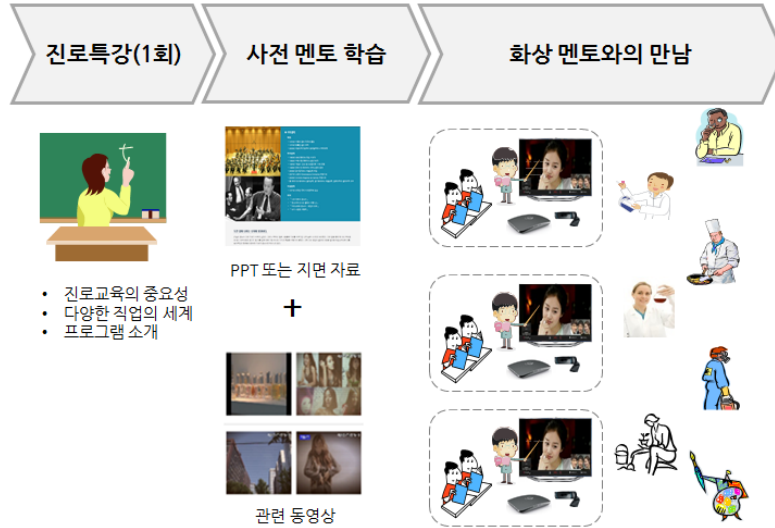 진로특강(1회)
사전 멘토 학습
화상 멘토와의 만남
• 진로교육의 중요성
• 다양한 직업의 세계
• 프로그램 소개
PPT 또는 지면 자료
+
관련 동영상